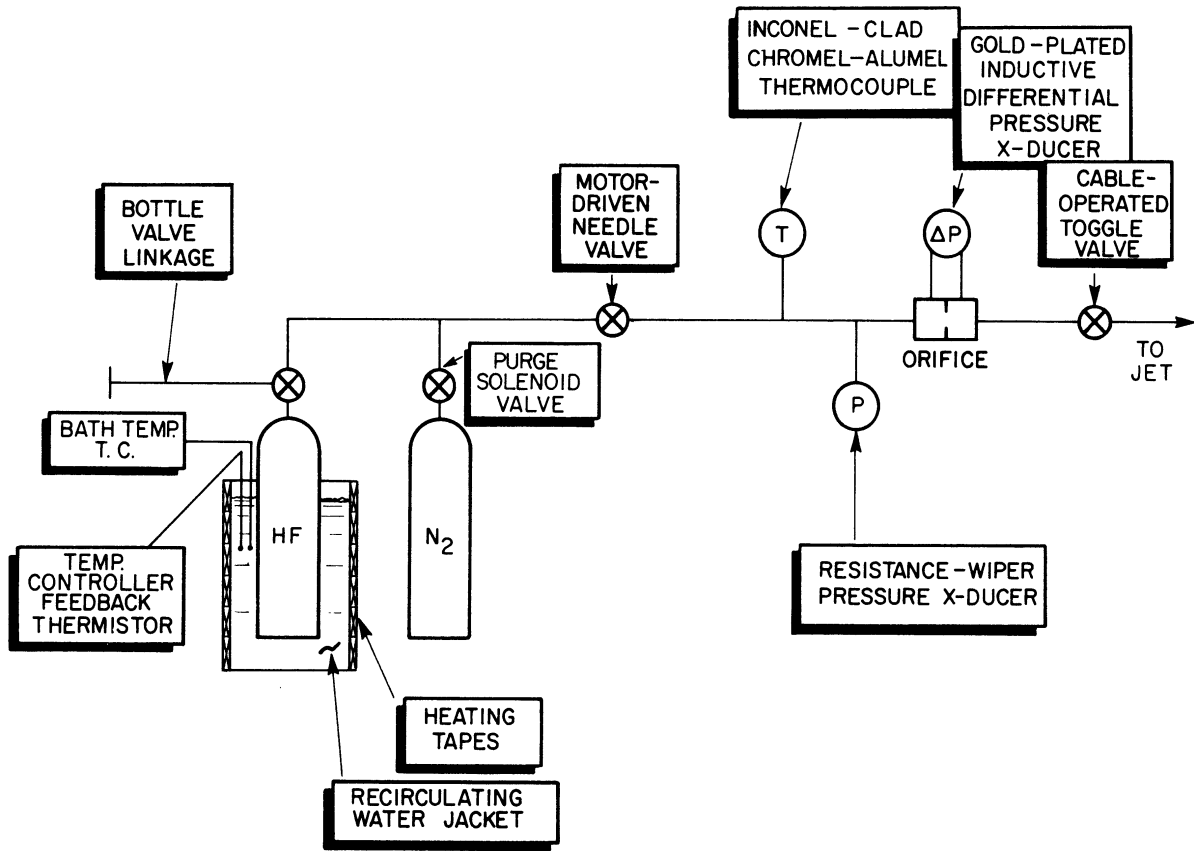 INCONEL-CLAD
CHROMEL-ALUMEL
THERMOCOUPLE
GOLD-PLATED
INDUCTIVE
DIFFERENTIAL
PRESSURE
X-DUCER
CABLE-
OPERATED
TOGGLE
VALVE
MOTOR-
DRIVEN
NEEDLE
VALVE
BOTTLE
VALVE
LINKAGE
T
ΔP
ORIFICE
TO
JET
PURGE
SOLENOID
VALVE
P
BATH TEMP.
T. C.
HF
N2
TEMP.
CONTROLLER
FEEDBACK
THERMISTOR
RESISTANCE-WIPER
PRESSURE X-DUCER
HEATING
TAPES
RECIRCULATING
WATER JACKET